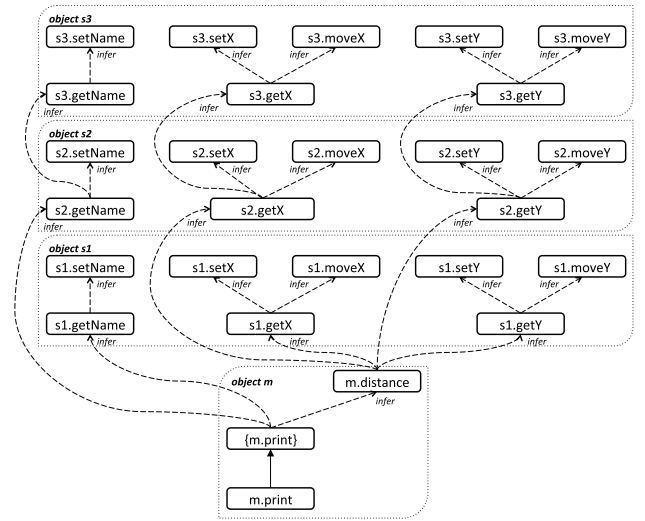 object s3
s3.setName s3.setX s3.moveX s3.setY s3.moveY
infer infer infer infer infer
s3.getName s3.getX s3.getY
infer infer infer
object s2
s2.setName s2.setX s2.moveX s2.setY s2.moveY
infer infer infer infer infer
s2.getName s2.getX s2.getY
infer infer infer
object s1
s1.setName s1.setX s1.moveX s1.setY s1.moveY
infer infer infer infer infer
s1.getName s1.getX s1.getY
infer infer infer
object m m.distance
infer
{m.print}
m.print